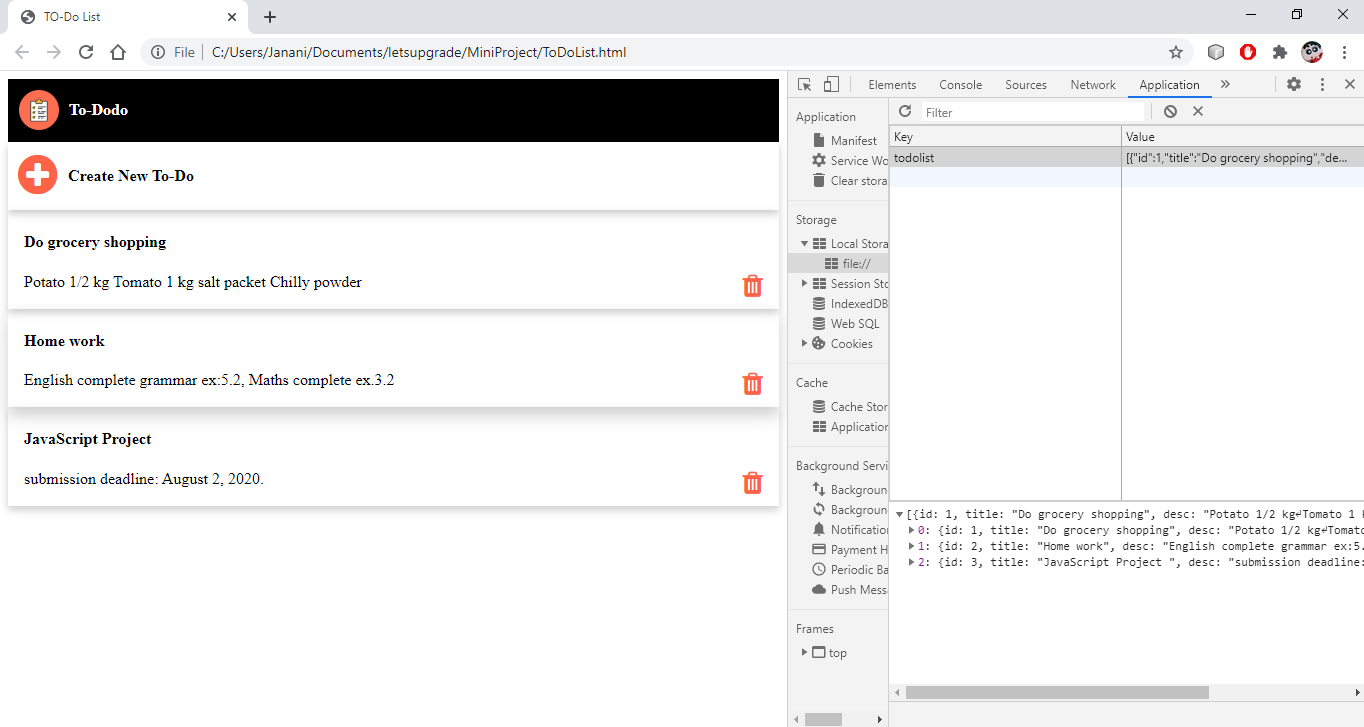 TO-Do List
File
C:/Users/Janani/Documents/letsupgrade/MiniProject/ToDoList.html
To-Dodo
Create New To-Do
Do grocery shopping
Potato 1/2 kg Tomato 1 kg salt packet Chilly powder
Home work
English complete grammar ex:5.2, Maths complete ex.3.2
JavaScript Project
submission deadline: August 2, 2020.
Elements Console Sources Network Application »
Application
Manifest
Service Wo
Clear stora
Storage
Local Stora
file://
Session Sto
IndexedDB
Web SQL
Cookies
Cache
Cache Stor
Application
Background Servi
Backgroun
Backgroun
Notification
Payment H
Periodic Ba
Push Mess
Frames
top
Filter
Key Value
todolist [{"id":1,"title":"Do grocery shopping","de...
[{id: 1, title: "Do grocery shopping", desc: "Potato 1/2 kg↵Tomato 1 k
0: {id: 1, title: "Do grocery shopping", desc: "Potato 1/2 kg↵Tomato
1: {id: 2, title: "Home work", desc: "English complete grammar ex:5.
2: {id: 3, title: "JavaScript Project ", desc: "submission deadline: